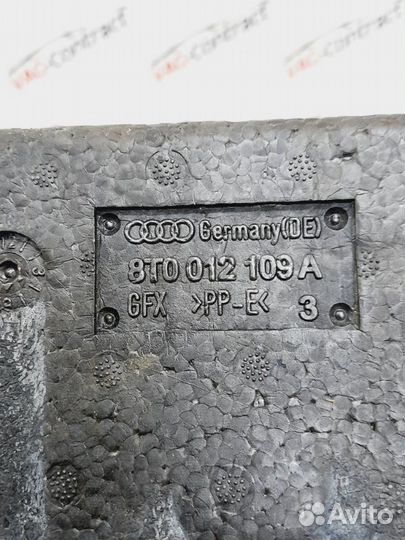 VAG-Contract
VAG-Contract
VAG-Contract
Germany(DE)
8T0 012 109 A
GFX >PP-E< 3
Avito